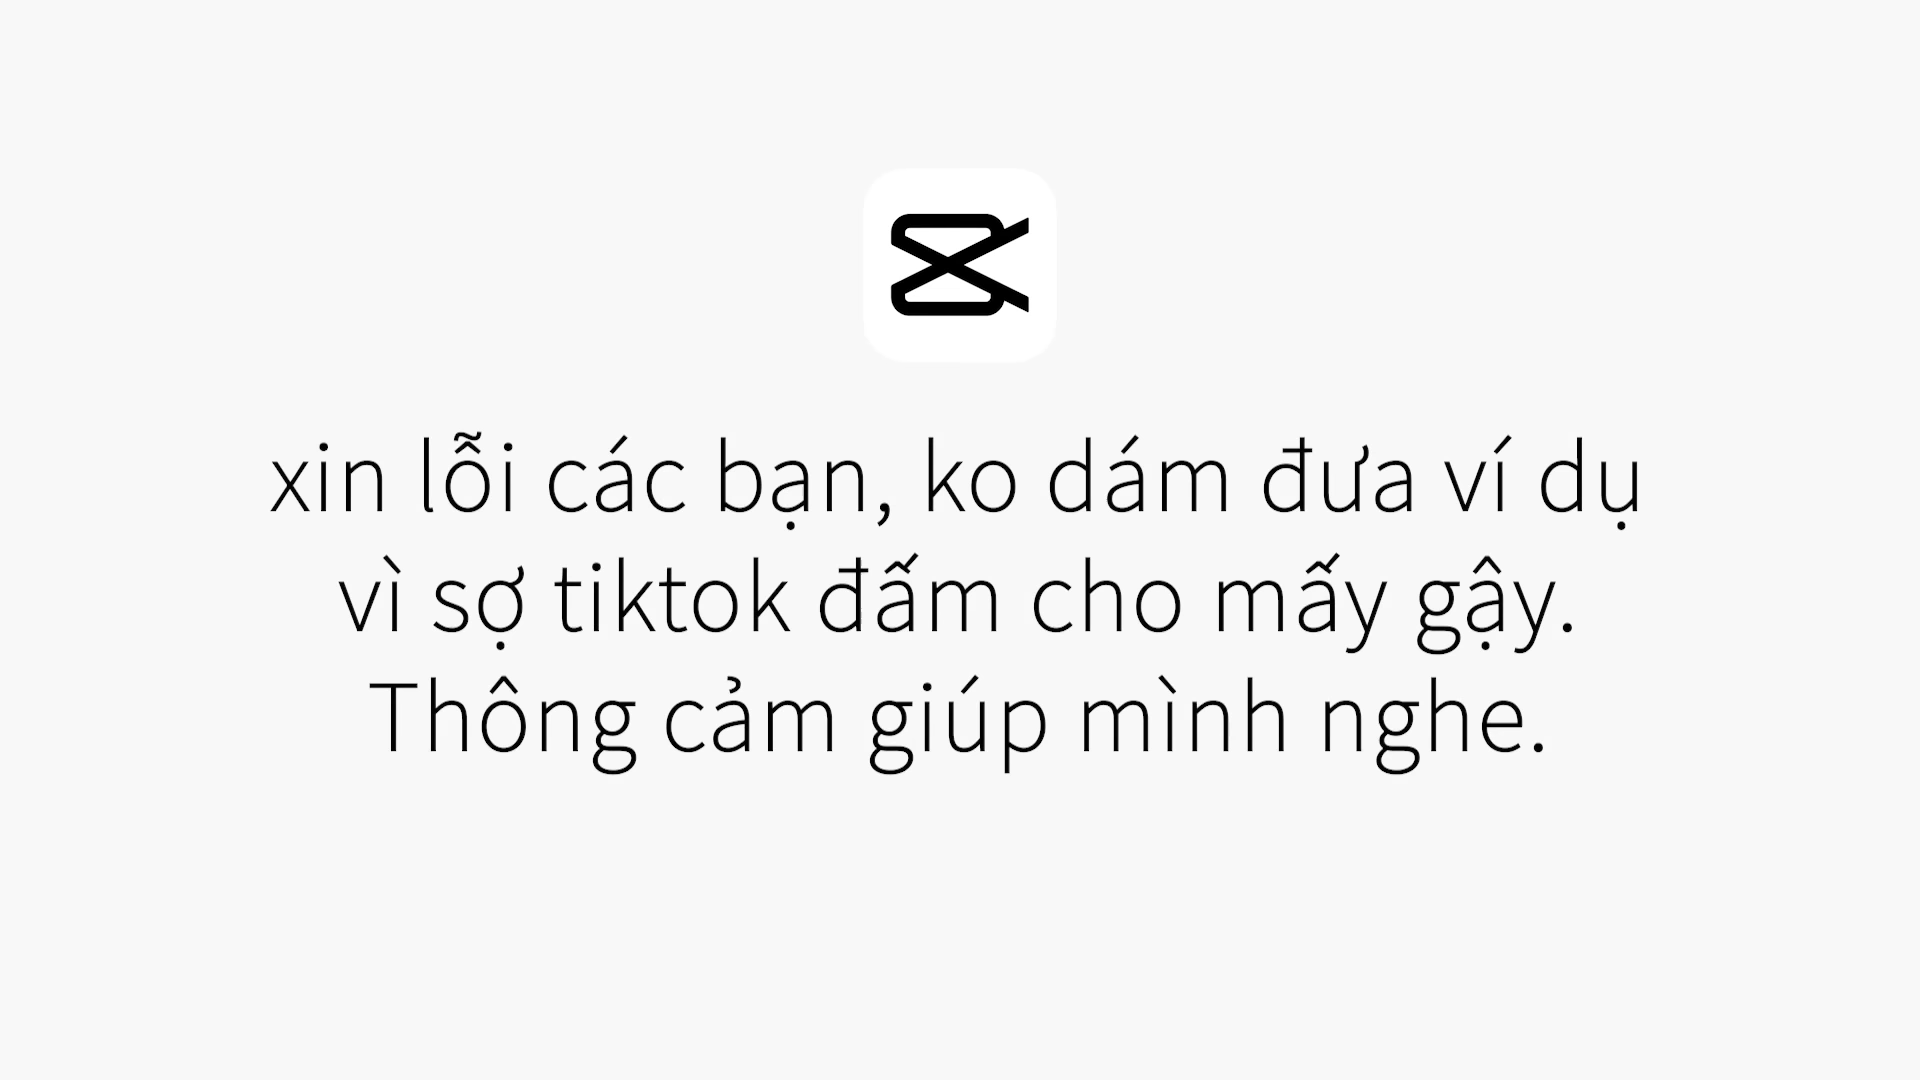 xin lỗi các bạn, ko dám đưa ví dụ
vì sợ tiktok đấm cho mấy gậy.
Thông cảm giúp mình nghe.